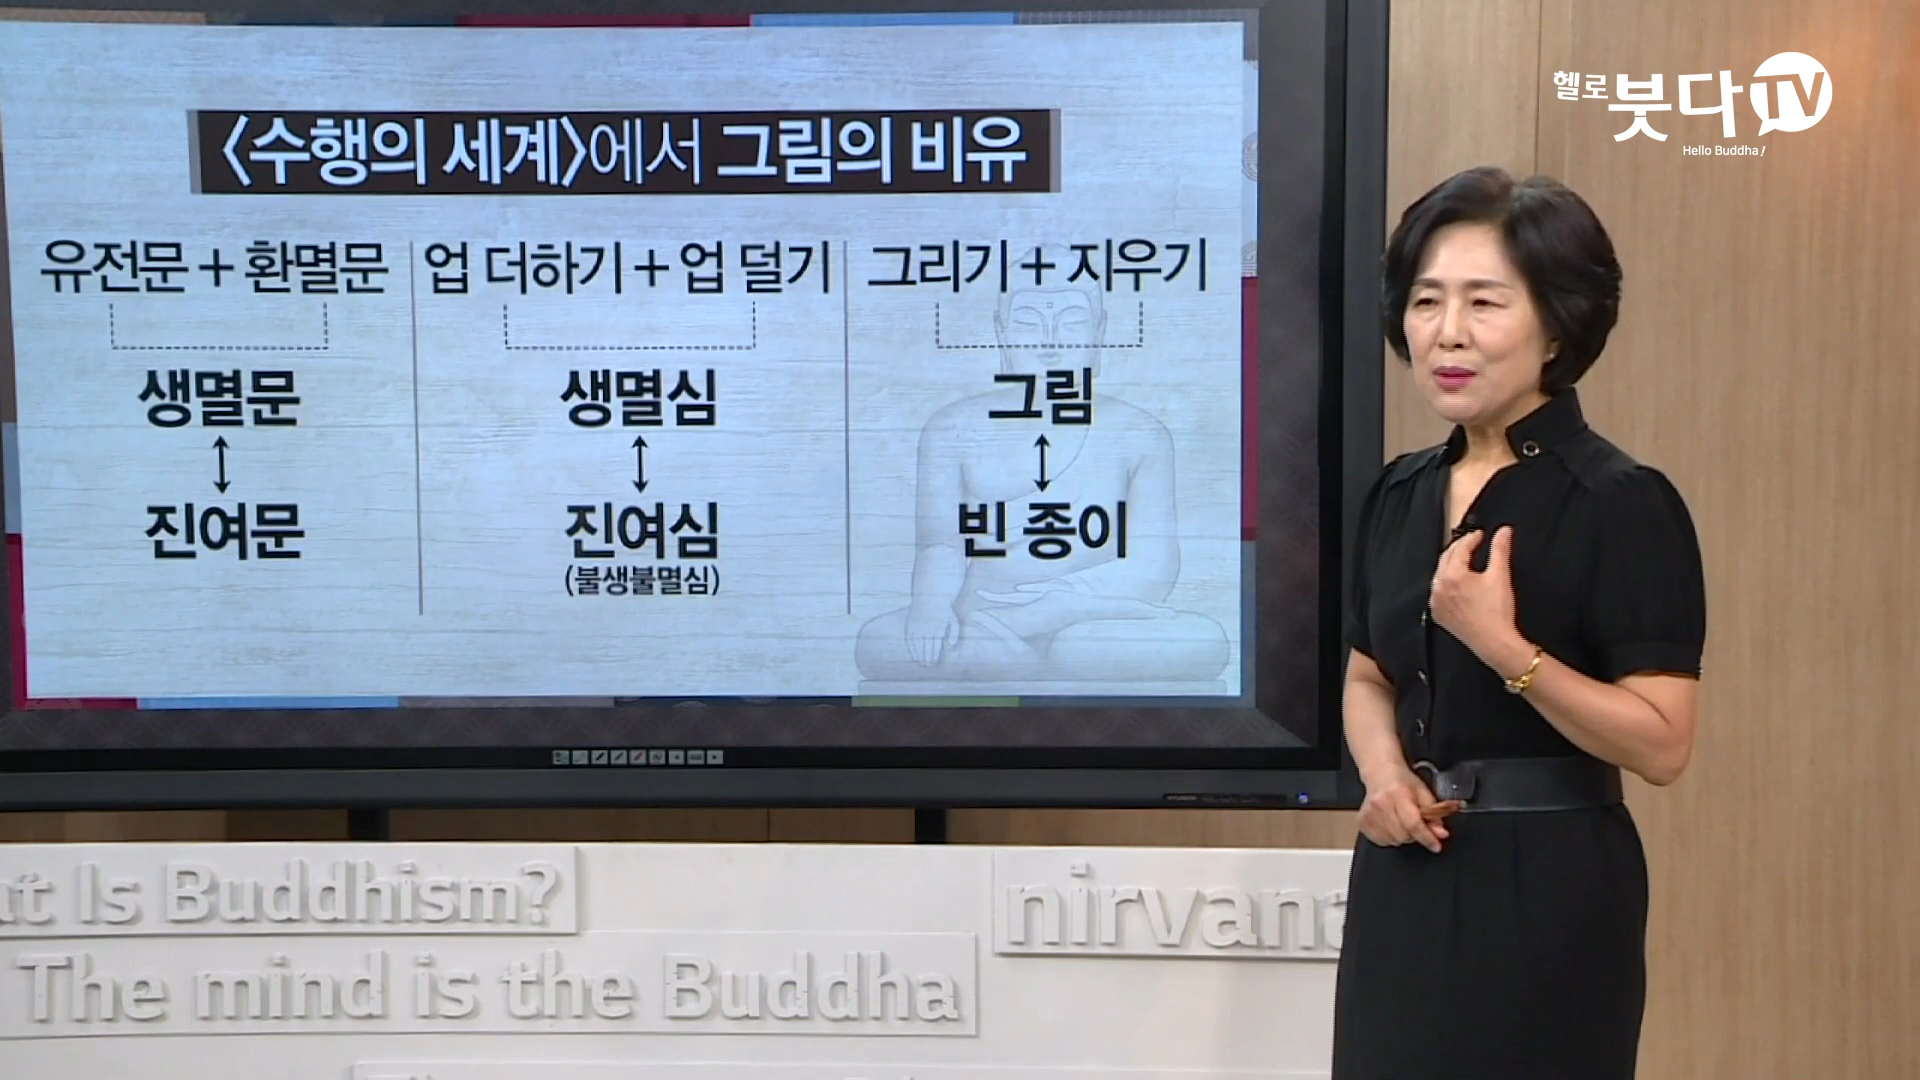 헬로 붓다 TV
Hello Buddha!
<수행의 세계>에서 그림의 비유
유전문 + 환멸문
생멸문
진여문
업 더하기 + 업 덜기
생멸심
진여심
(불생불멸심)
그리기 + 지우기
그림
빈 종이
Is Buddhism?
nirvana
The mind is the Buddha